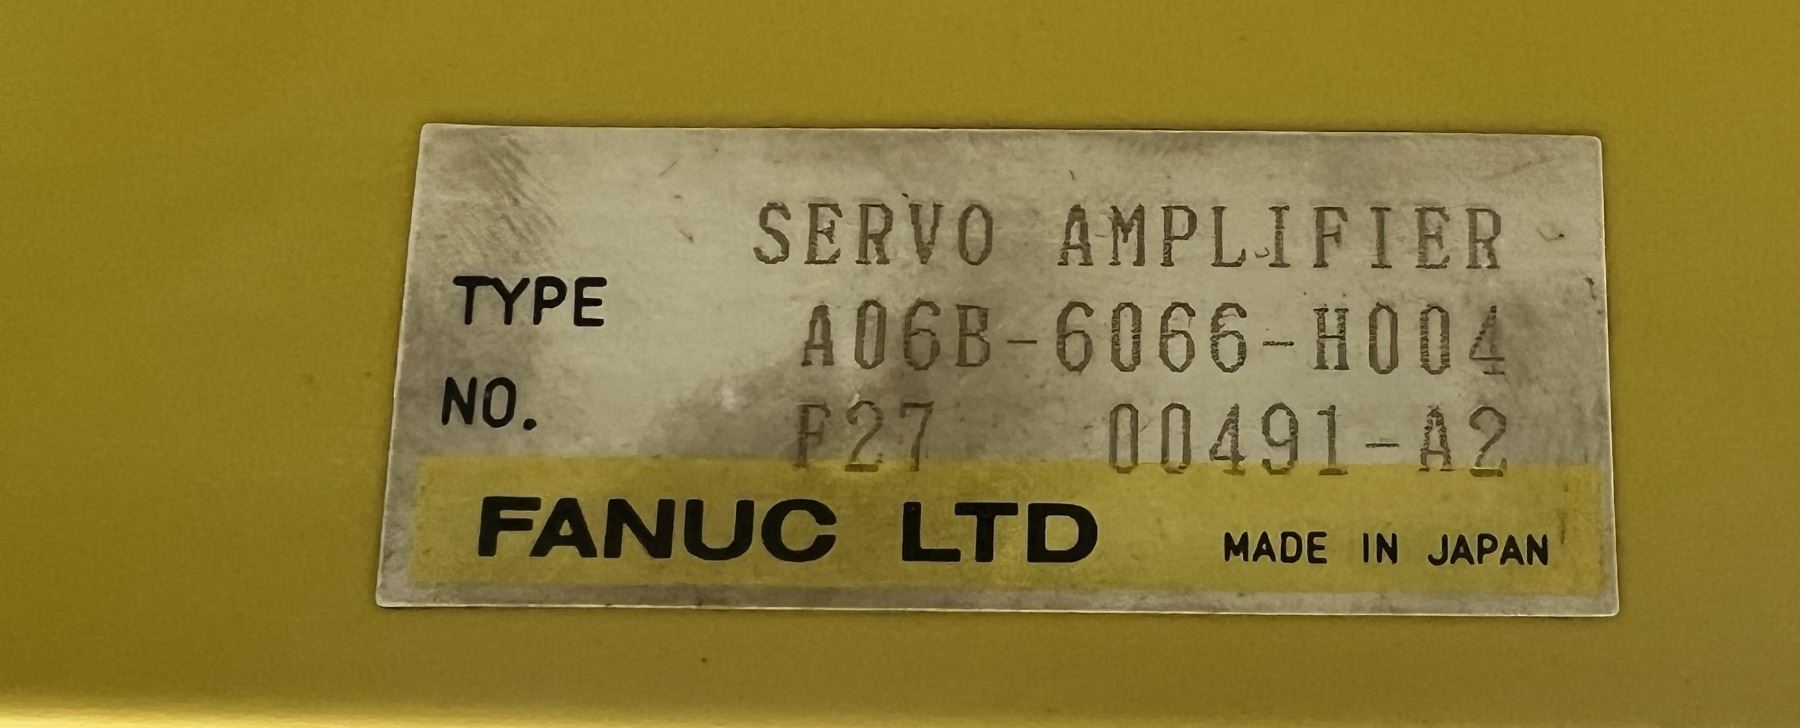 SERVO AMPLIFIER
TYPE A06B-6066-H004
NO. F27 00491-A2
FANUC LTD MADE IN JAPAN